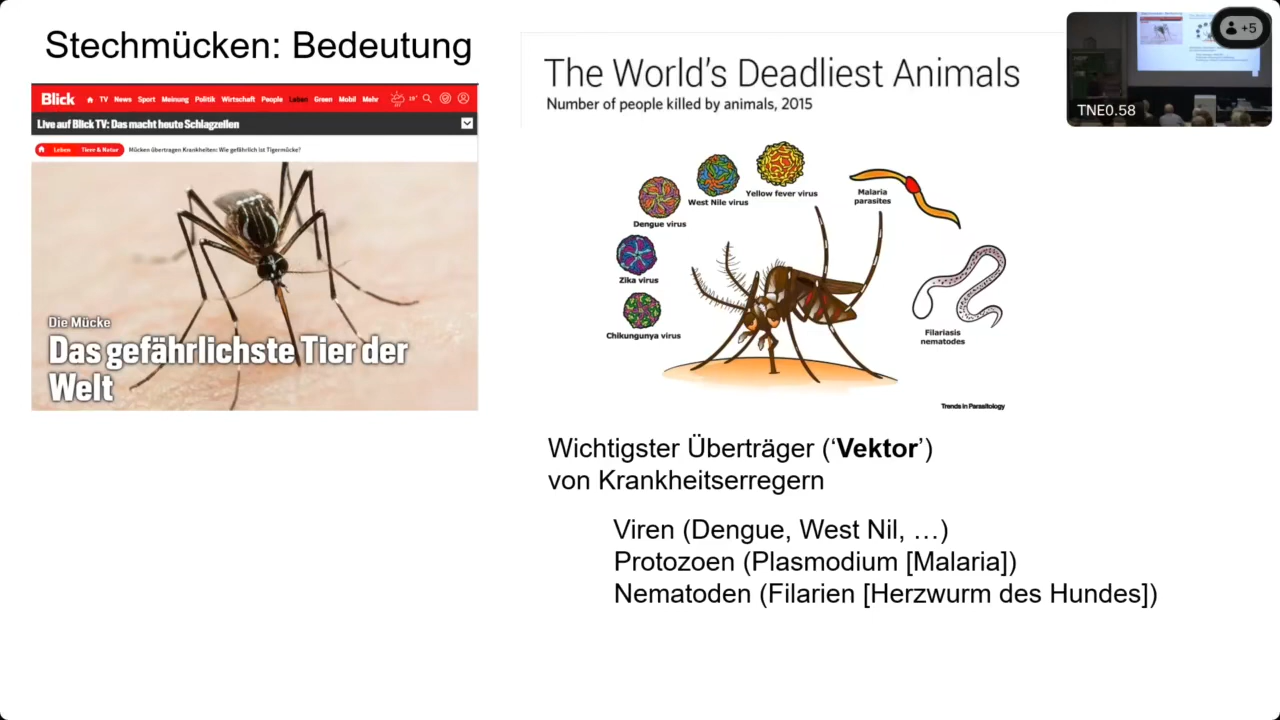 Stechmücken: Bedeutung
Blick
TV News Sport Meinung Politik Wirtschaft People Leben Green Mobil Mehr
Live auf Blick TV: Das macht heute Schlagzeilen
Leben Tiere & Natur Mücken übertragen Krankheiten: Wie gefährlich ist Tigermücke?
Die Mücke
Das gefährlichste Tier der
Welt
The World's Deadliest Animals
Number of people killed by animals, 2015
Yellow fever virus
West Nile virus
Dengue virus
Zika virus
Chikungunya virus
Malaria
parasites
Filariasis
nematodes
Trends in Parasitology
Wichtigster Überträger (‘Vektor’)
von Krankheitserregern
Viren (Dengue, West Nil, …)
Protozoen (Plasmodium [Malaria])
Nematoden (Filarien [Herzwurm des Hundes])
+5
TNE0.58